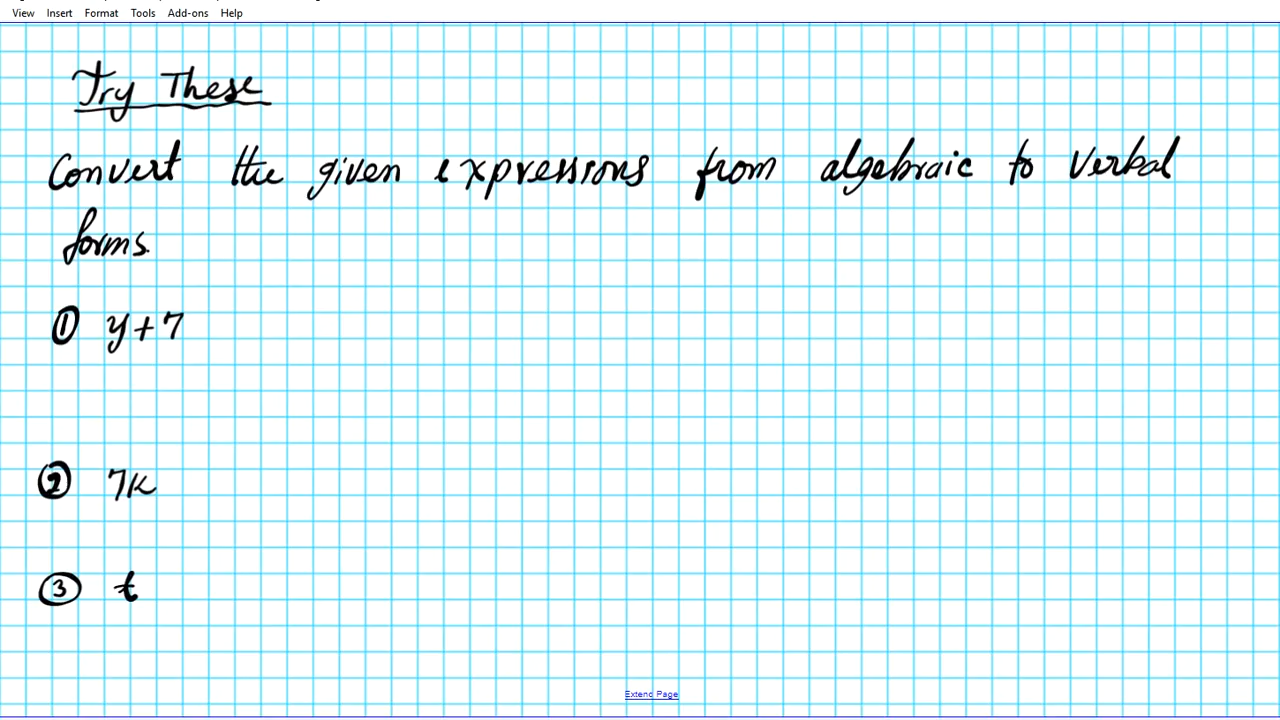 View Insert Format Tools Add-ons Help
Try These
Convert the given expressions from algebraic to verbal
forms.
① y + 7
② 7k
③ t
Extend Page